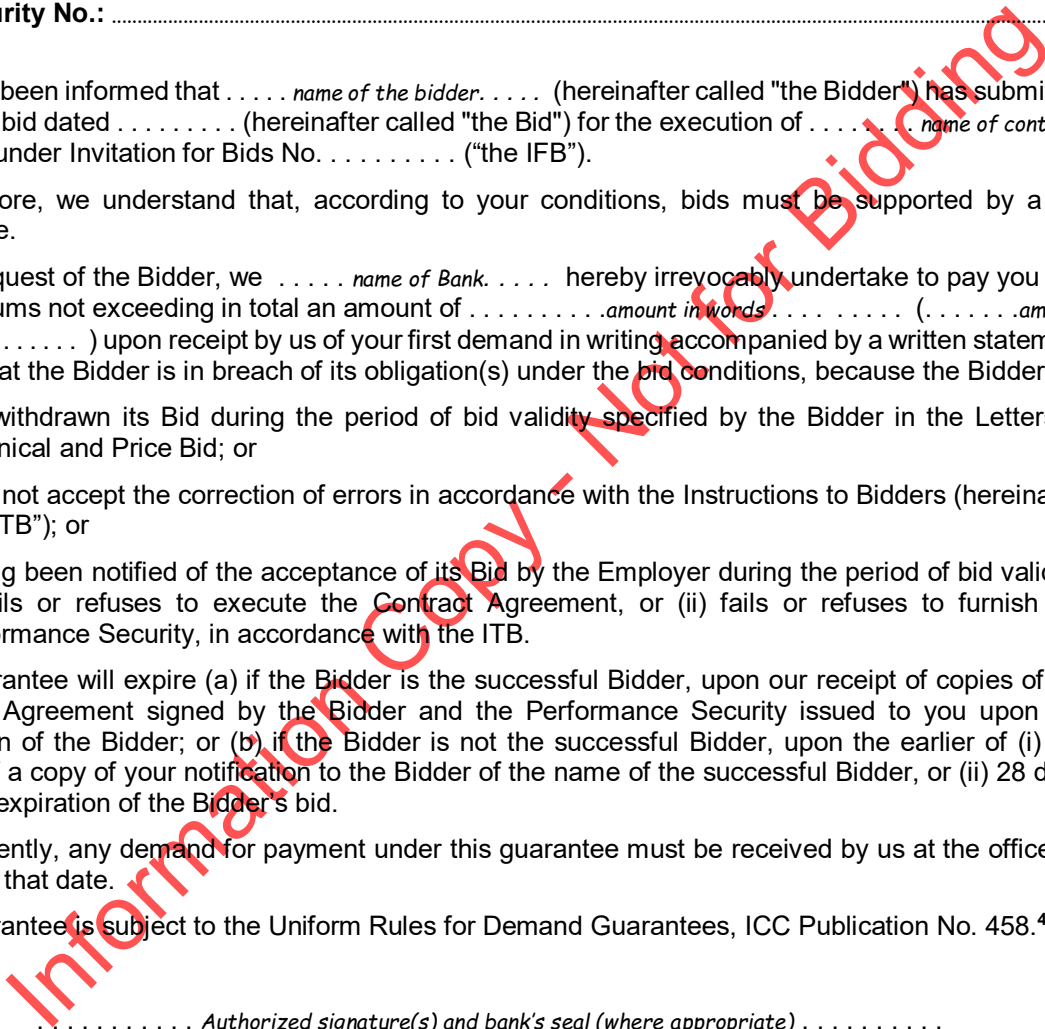 urity No.: ................................................................
been informed that . . . . . name of the bidder. . . . . (hereinafter called "the Bidder") has submi
bid dated . . . . . . . . . (hereinafter called "the Bid") for the execution of . . . . . . . . name of cont
under Invitation for Bids No. . . . . . . . . . (“the IFB”).
ore, we understand that, according to your conditions, bids must be supported by a
e.
quest of the Bidder, we . . . . . name of Bank. . . . . hereby irrevocably undertake to pay you
ums not exceeding in total an amount of . . . . . . . . . .amount in words . . . . . . . . . (. . . . . . .am
. . . . . . ) upon receipt by us of your first demand in writing accompanied by a written statem
at the Bidder is in breach of its obligation(s) under the bid conditions, because the Bidder
withdrawn its Bid during the period of bid validity specified by the Bidder in the Letters
nical and Price Bid; or
not accept the correction of errors in accordance with the Instructions to Bidders (hereina
TB”); or
g been notified of the acceptance of its Bid by the Employer during the period of bid valid
ils or refuses to execute the Contract Agreement, or (ii) fails or refuses to furnish
ormance Security, in accordance with the ITB.
rantee will expire (a) if the Bidder is the successful Bidder, upon our receipt of copies of
Agreement signed by the Bidder and the Performance Security issued to you upon
n of the Bidder; or (b) if the Bidder is not the successful Bidder, upon the earlier of (i)
f a copy of your notification to the Bidder of the name of the successful Bidder, or (ii) 28 d
expiration of the Bidder’s bid.
ently, any demand for payment under this guarantee must be received by us at the office
that date.
rantee is subject to the Uniform Rules for Demand Guarantees, ICC Publication No. 458.4
. . . . . . . . . . . Authorized signature(s) and bank’s seal (where appropriate) . . . . . . . . . .
Information Copy - Not for Bidding